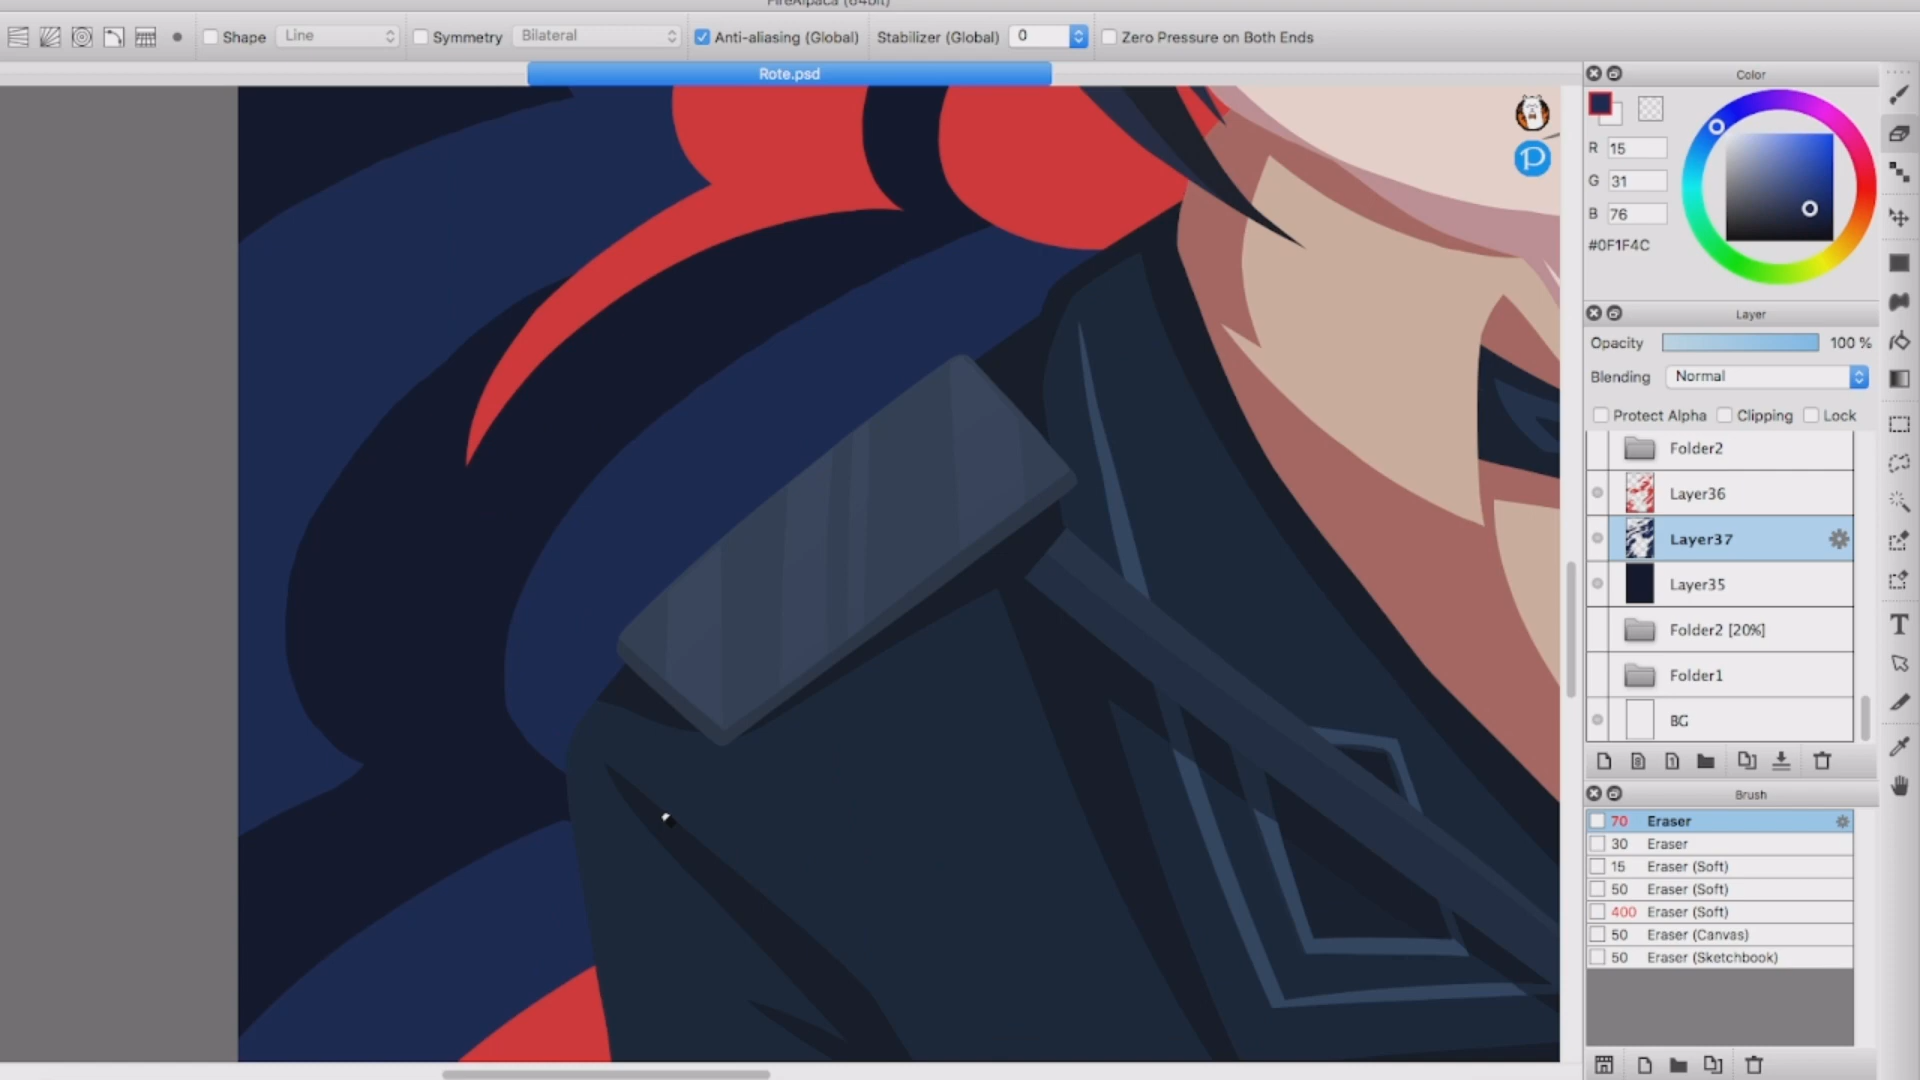 FireAlpaca (64bit)
Shape Line Symmetry Bilateral Anti-aliasing (Global) Stabilizer (Global) 0 Zero Pressure on Both Ends
Rote.psd
Color
R 15
G 31
B 76
#0F1F4C
Layer
Opacity 100 %
Blending Normal
Protect Alpha Clipping Lock
Folder2
Layer36
Layer37
Layer35
Folder2 [20%]
Folder1
BG
Brush
70 Eraser
30 Eraser
15 Eraser (Soft)
50 Eraser (Soft)
400 Eraser (Soft)
50 Eraser (Canvas)
50 Eraser (Sketchbook)